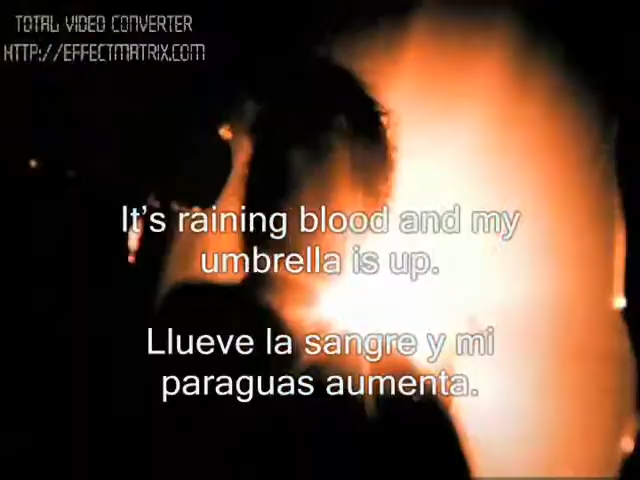 TOTAL VIDEO CONVERTER
HTTP://EFFECTMATRIX.COM
It's raining blood and my
umbrella is up.
Llueve la sangre y mi
paraguas aumenta.